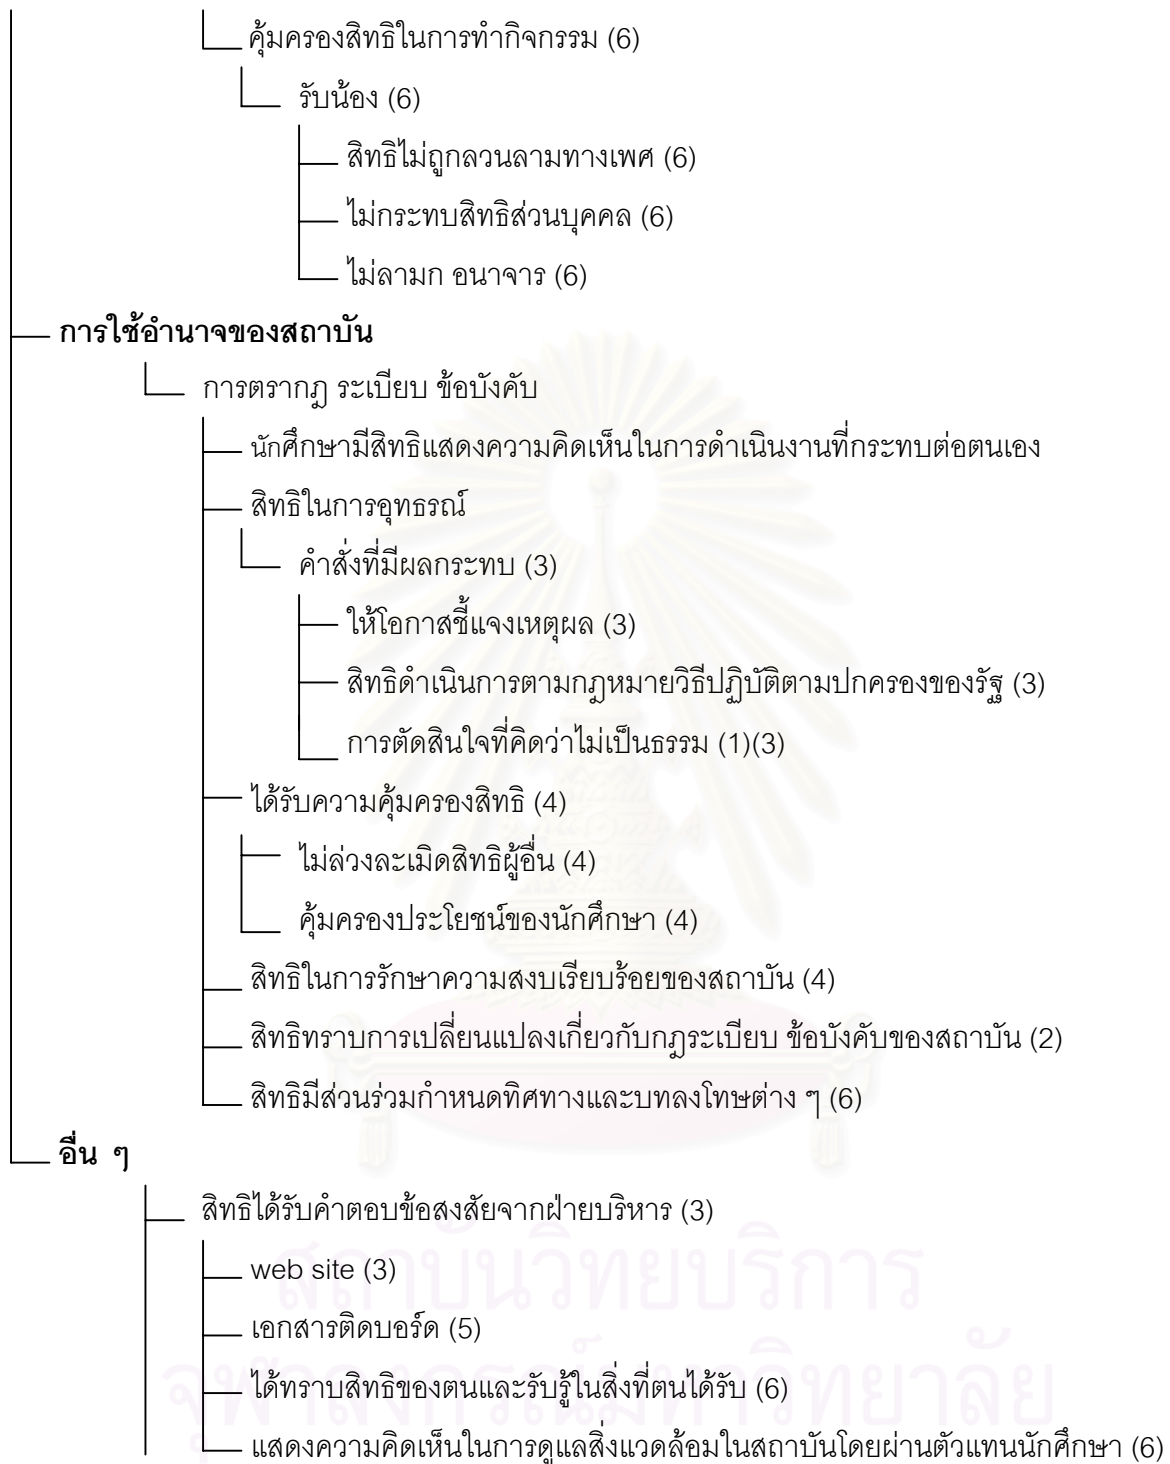 คุ้มครองสิทธิในการทำกิจกรรม (6)
รับน้อง (6)
สิทธิไม่ถูกลวนลามทางเพศ (6)
ไม่กระทบสิทธิส่วนบุคคล (6)
ไม่ลามก อนาจาร (6)
การใช้อำนาจของสถาบัน
การตรากฎ ระเบียบ ข้อบังคับ
นักศึกษามีสิทธิแสดงความคิดเห็นในการดำเนินงานที่กระทบต่อตนเอง
สิทธิในการอุทธรณ์
คำสั่งที่มีผลกระทบ (3)
ให้โอกาสชี้แจงเหตุผล (3)
สิทธิดำเนินการตามกฎหมายวิธีปฏิบัติตามปกครองของรัฐ (3)
การตัดสินใจที่คิดว่าไม่เป็นธรรม (1)(3)
ได้รับความคุ้มครองสิทธิ (4)
ไม่ล่วงละเมิดสิทธิผู้อื่น (4)
คุ้มครองประโยชน์ของนักศึกษา (4)
สิทธิในการรักษาความสงบเรียบร้อยของสถาบัน (4)
สิทธิทราบการเปลี่ยนแปลงเกี่ยวกับกฎระเบียบ ข้อบังคับของสถาบัน (2)
สิทธิมีส่วนร่วมกำหนดทิศทางและบทลงโทษต่าง ๆ (6)
อื่น ๆ
สิทธิได้รับคำตอบข้อสงสัยจากฝ่ายบริหาร (3)
web site (3)
เอกสารติดบอร์ด (5)
ได้ทราบสิทธิของตนและรับรู้ในสิ่งที่ตนได้รับ (6)
แสดงความคิดเห็นในการดูแลสิ่งแวดล้อมในสถาบันโดยผ่านตัวแทนนักศึกษา (6)
สถาบันวิทยบริการ
จุฬาลงกรณ์มหาวิทยาลัย